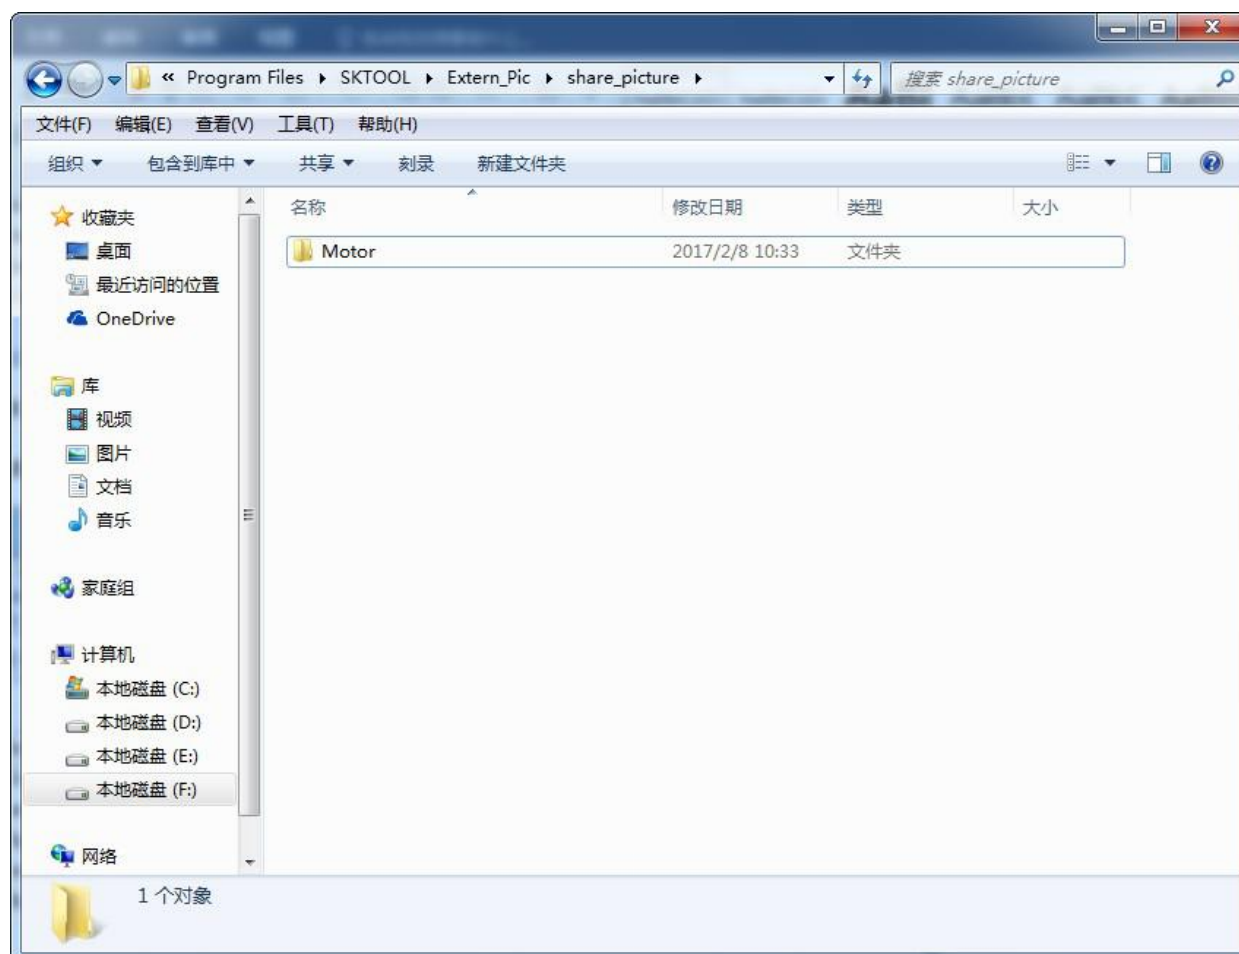 « Program Files ▸ SKTOOL ▸ Extern_Pic ▸ share_picture ▸
搜索 share_picture
文件(F) 编辑(E) 查看(V) 工具(T) 帮助(H)
组织 包含到库中 共享 刻录 新建文件夹
名称 修改日期 类型 大小
Motor 2017/2/8 10:33 文件夹
收藏夹
桌面
最近访问的位置
OneDrive
库
视频
图片
文档
音乐
家庭组
计算机
本地磁盘 (C:)
本地磁盘 (D:)
本地磁盘 (E:)
本地磁盘 (F:)
网络
1 个对象